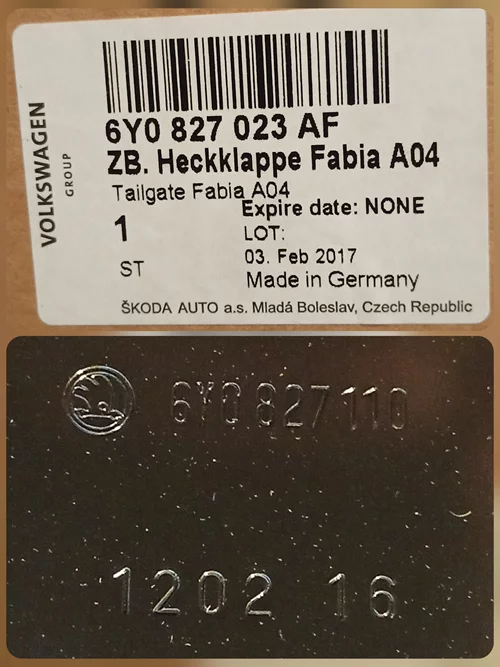 VOLKSWAGEN
GROUP
6Y0 827 023 AF
ZB. Heckklappe Fabia A04
Tailgate Fabia A04
Expire date: NONE
1
LOT:
03. Feb 2017
ST
Made in Germany
ŠKODA AUTO a.s. Mladá Boleslav, Czech Republic
6Y0 827 110
1202 16